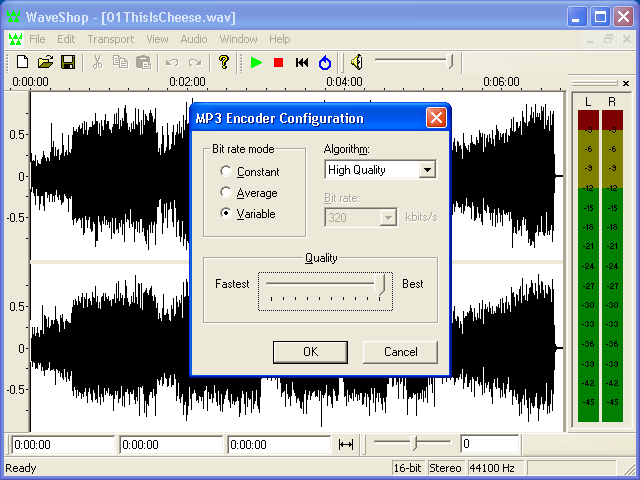 WaveShop - [01ThisIsCheese.wav]
File Edit Transport View Audio Window Help
0:00:00 0:02:00 0:04:00 0:06:00
L R
0.5
0
-0.5
0.5
0
-0.5
-3 -3
-6 -6
-9 -9
-12 -12
-15 -15
-18 -18
-21 -21
-24 -24
-27 -27
-30 -30
-33 -33
-36 -36
-39 -39
-42 -42
-45 -45
MP3 Encoder Configuration
Bit rate mode
Constant
Average
Variable
Algorithm:
High Quality
Bit rate:
320 kbits/s
Quality
Fastest Best
OK Cancel
0:00:00 0:00:00 0:00:00 0
Ready 16-bit Stereo 44100 Hz